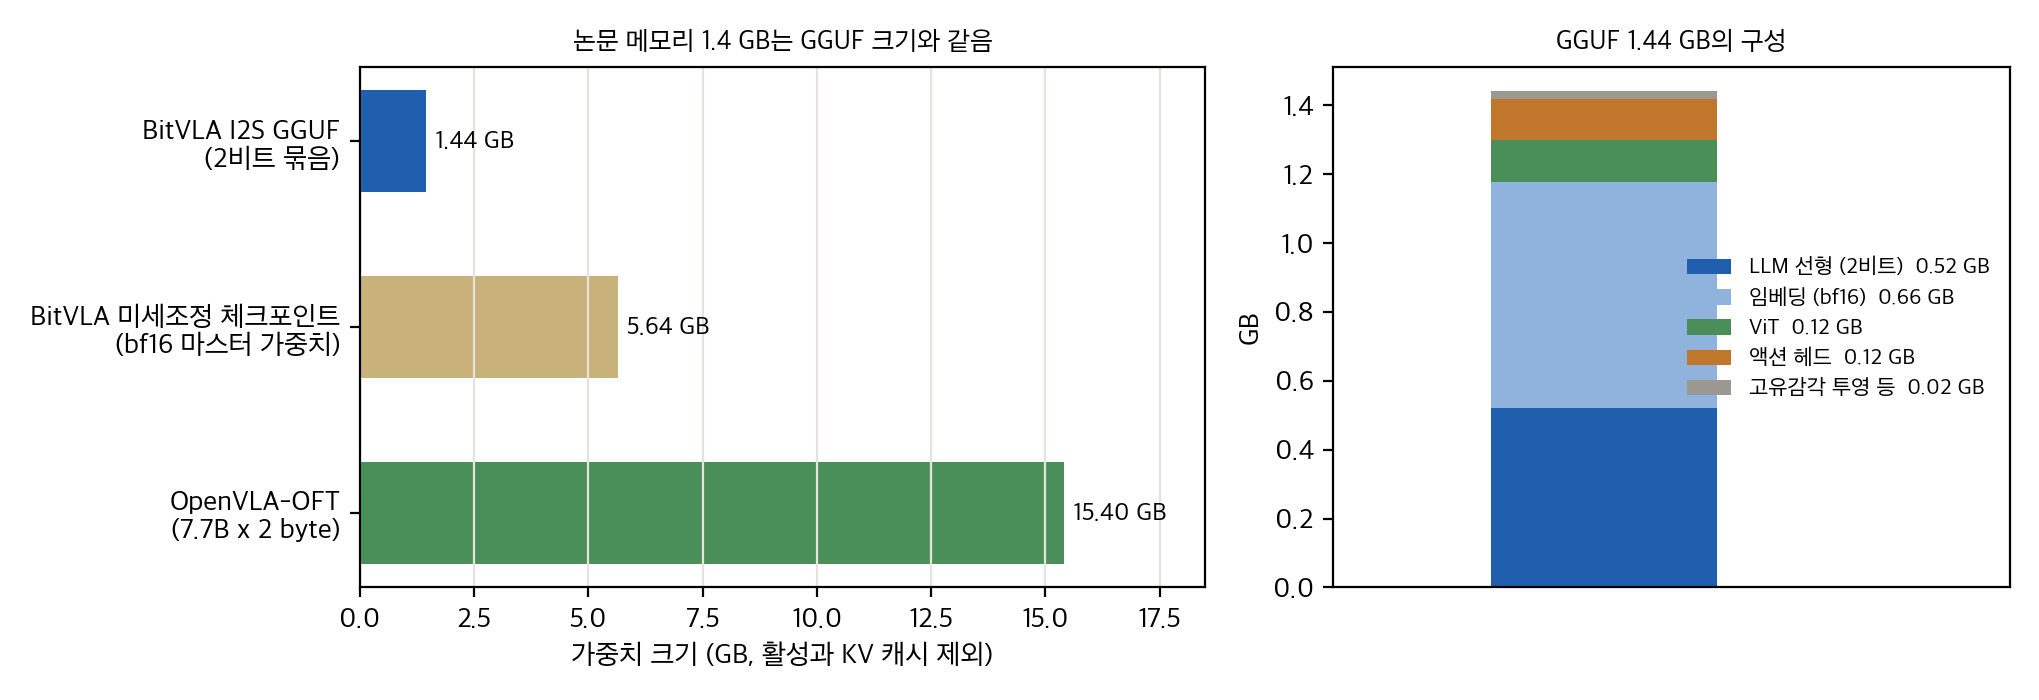 논문 메모리 1.4 GB는 GGUF 크기와 같음
BitVLA I2S GGUF
(2비트 묶음)
1.44 GB
BitVLA 미세조정 체크포인트
(bf16 마스터 가중치)
5.64 GB
OpenVLA-OFT
(7.7B x 2 byte)
15.40 GB
0.0 2.5 5.0 7.5 10.0 12.5 15.0 17.5
가중치 크기 (GB, 활성과 KV 캐시 제외)
GGUF 1.44 GB의 구성
1.4
1.2
1.0
0.8
0.6
0.4
0.2
0.0
GB
LLM 선형 (2비트) 0.52 GB
임베딩 (bf16) 0.66 GB
ViT 0.12 GB
액션 헤드 0.12 GB
고유감각 투영 등 0.02 GB